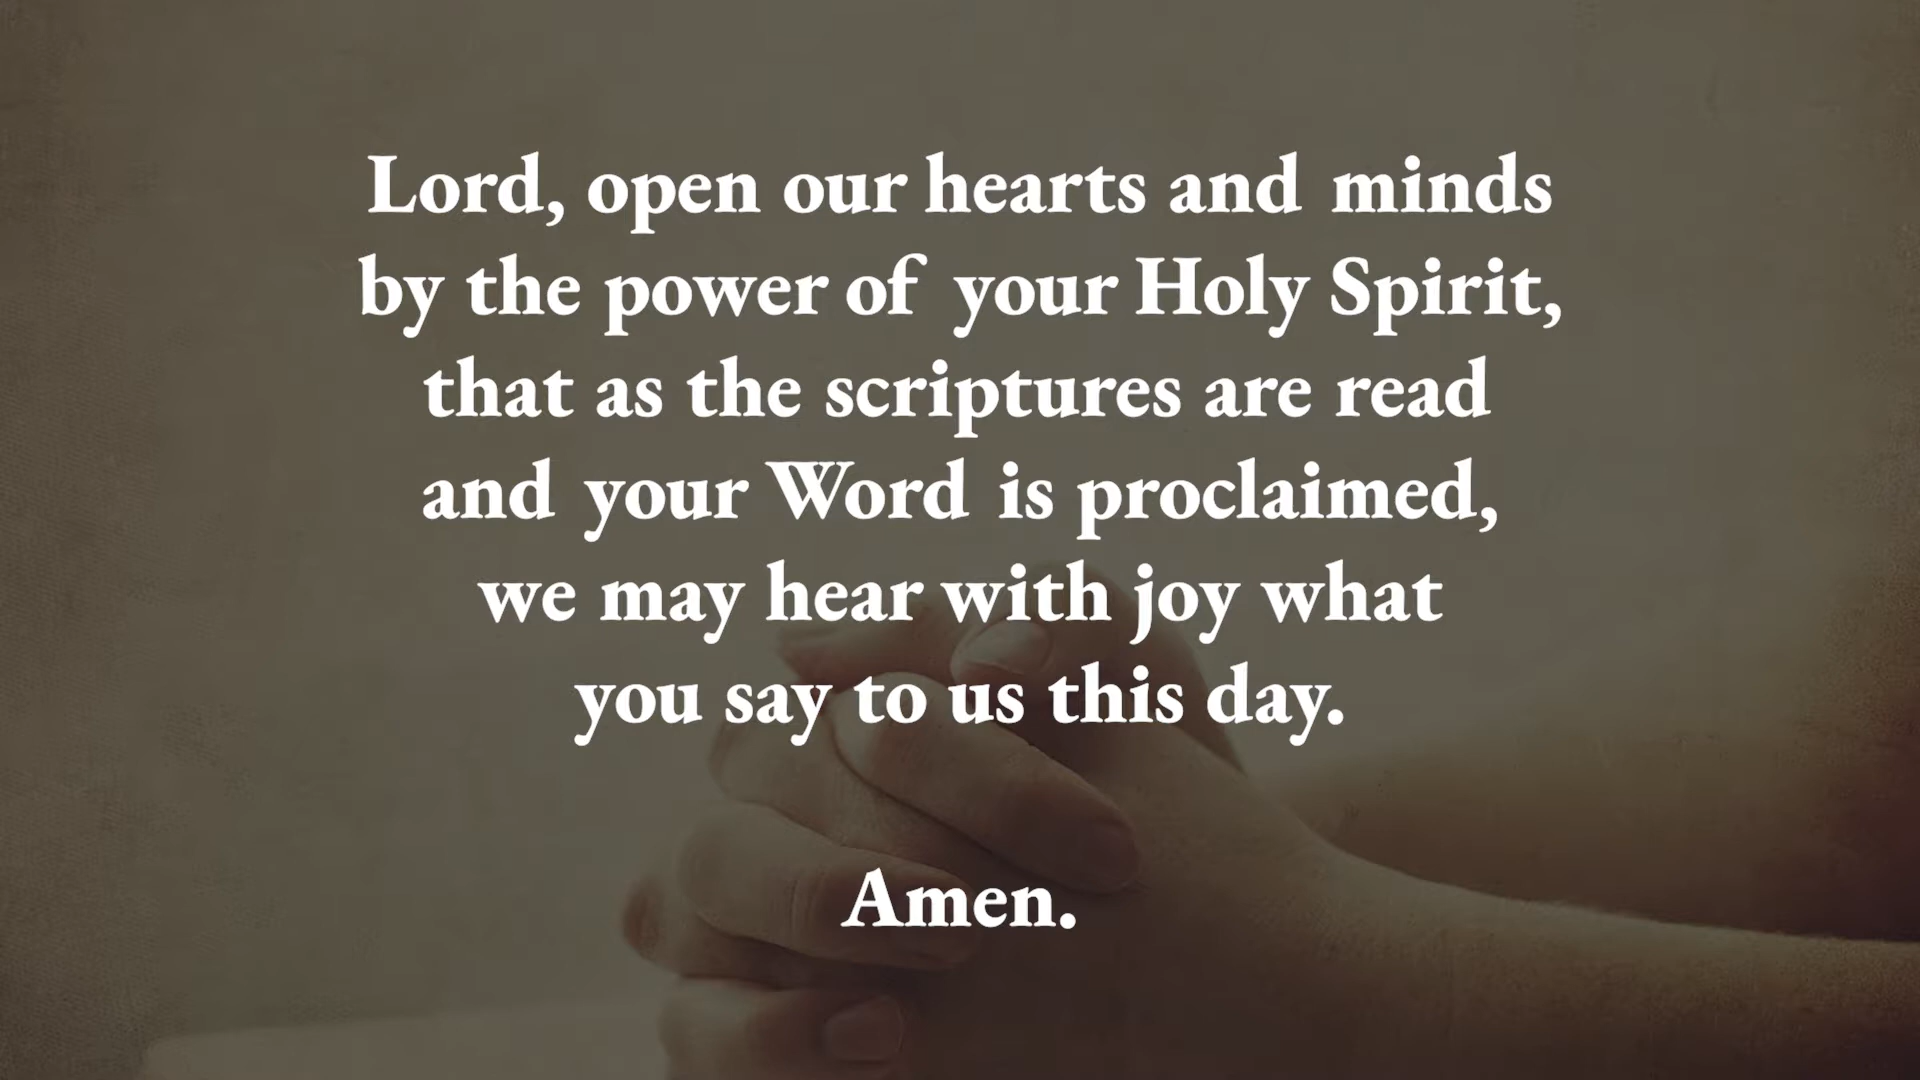 Lord, open our hearts and minds
by the power of your Holy Spirit,
that as the scriptures are read
and your Word is proclaimed,
we may hear with joy what
you say to us this day.
Amen.